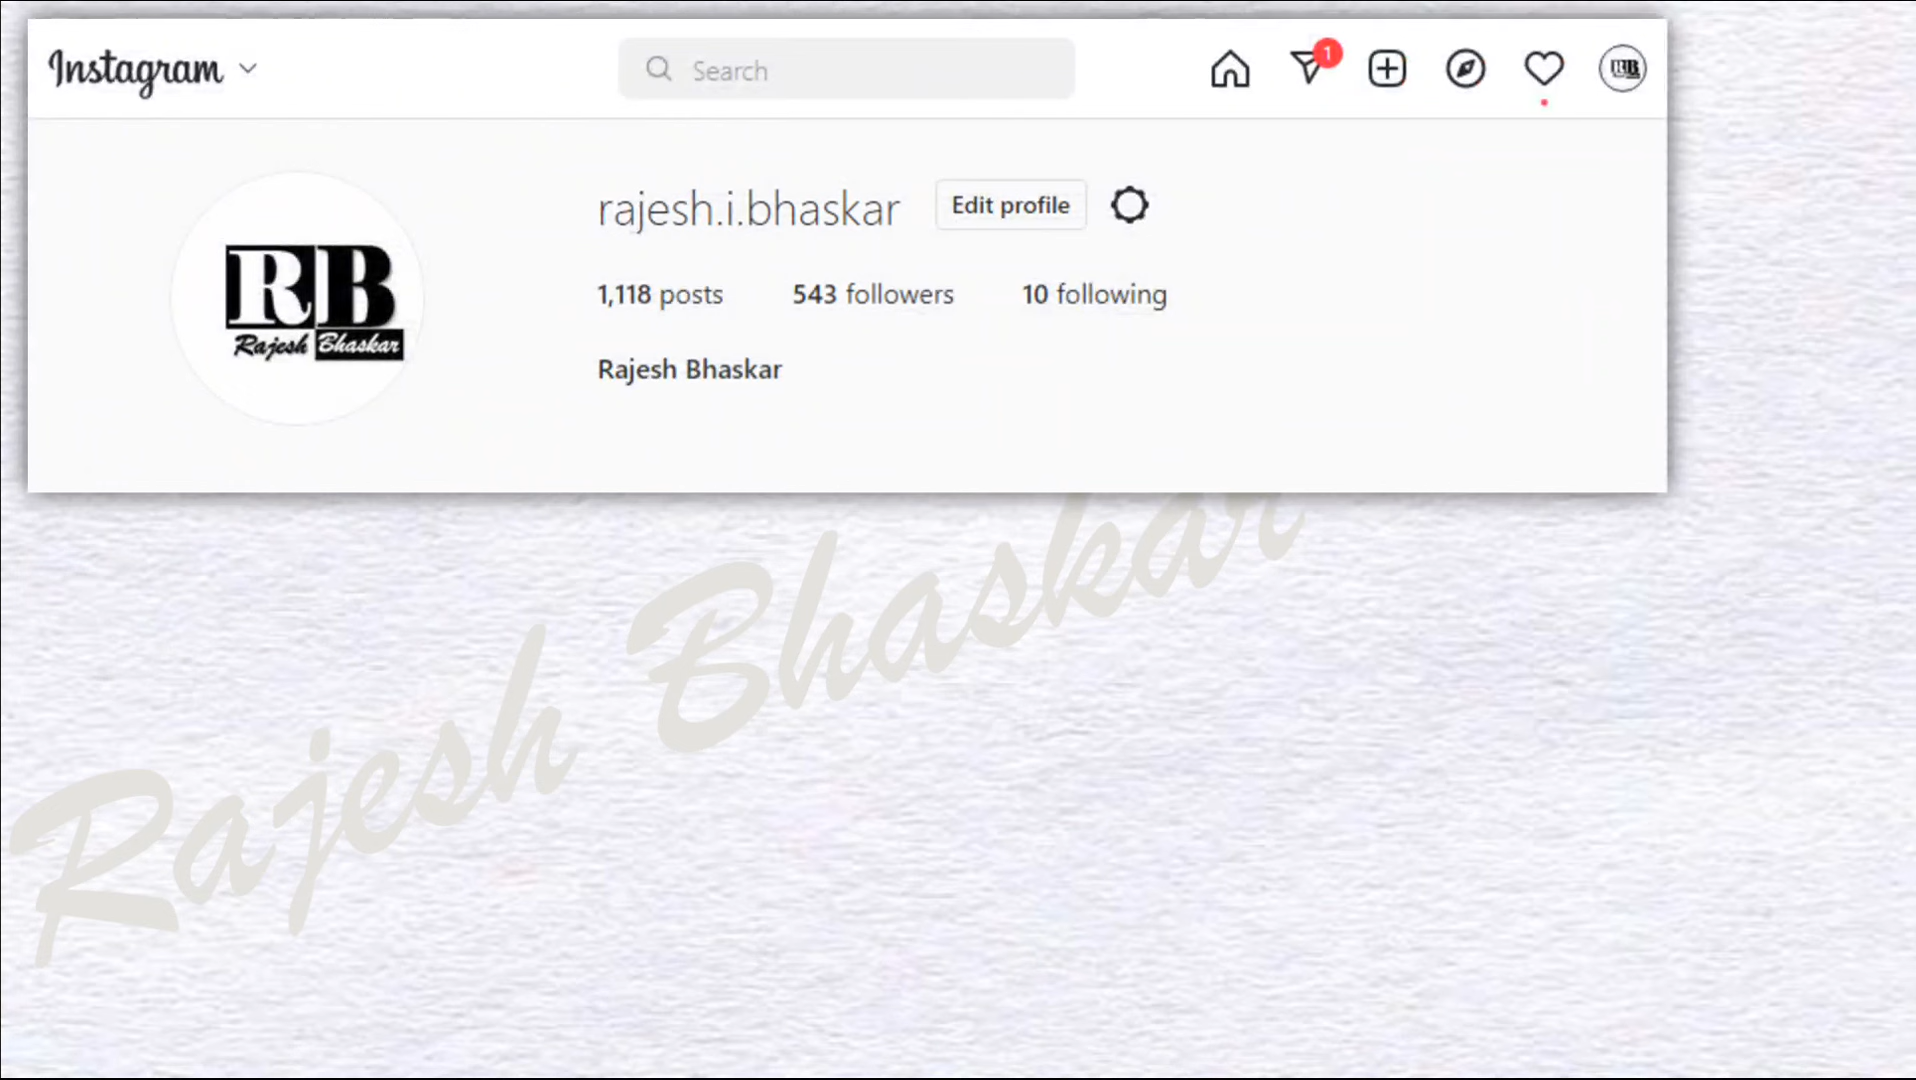 Instagram
Search
1
RB
rajesh.i.bhaskar
Edit profile
RB
Rajesh Bhaskar
1,118 posts
543 followers
10 following
Rajesh Bhaskar
Rajesh Bhaskar